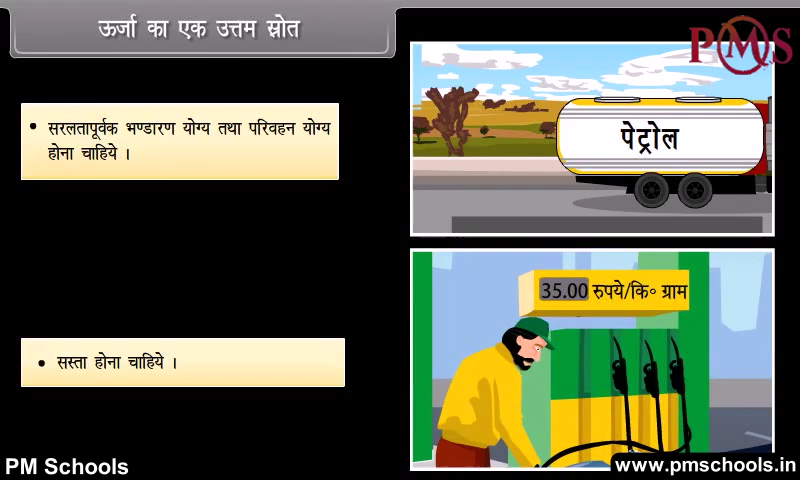 ऊर्जा का एक उत्तम स्रोत
PMS
• सरलतापूर्वक भण्डारण योग्य तथा परिवहन योग्य
होना चाहिये ।
पेट्रोल
35.00 रुपये/कि॰ ग्राम
• सस्ता होना चाहिये ।
PM Schools
www.pmschools.in